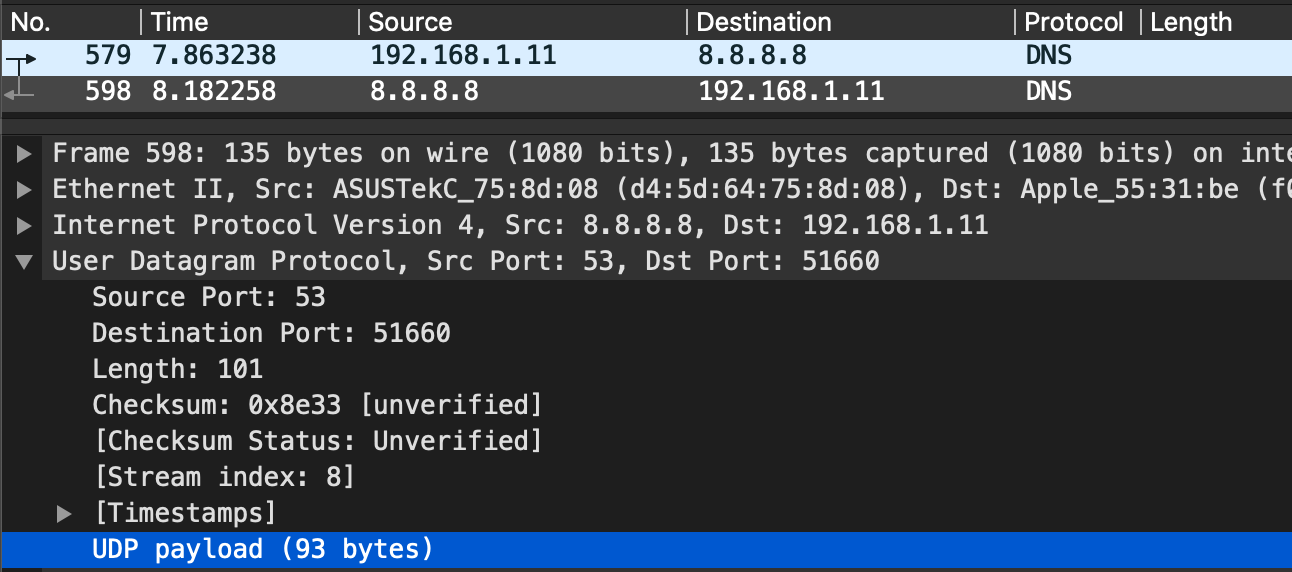 No. Time Source Destination Protocol Length
579 7.863238 192.168.1.11 8.8.8.8 DNS
598 8.182258 8.8.8.8 192.168.1.11 DNS
Frame 598: 135 bytes on wire (1080 bits), 135 bytes captured (1080 bits) on inte
Ethernet II, Src: ASUSTekC_75:8d:08 (d4:5d:64:75:8d:08), Dst: Apple_55:31:be (f0
Internet Protocol Version 4, Src: 8.8.8.8, Dst: 192.168.1.11
User Datagram Protocol, Src Port: 53, Dst Port: 51660
Source Port: 53
Destination Port: 51660
Length: 101
Checksum: 0x8e33 [unverified]
[Checksum Status: Unverified]
[Stream index: 8]
[Timestamps]
UDP payload (93 bytes)